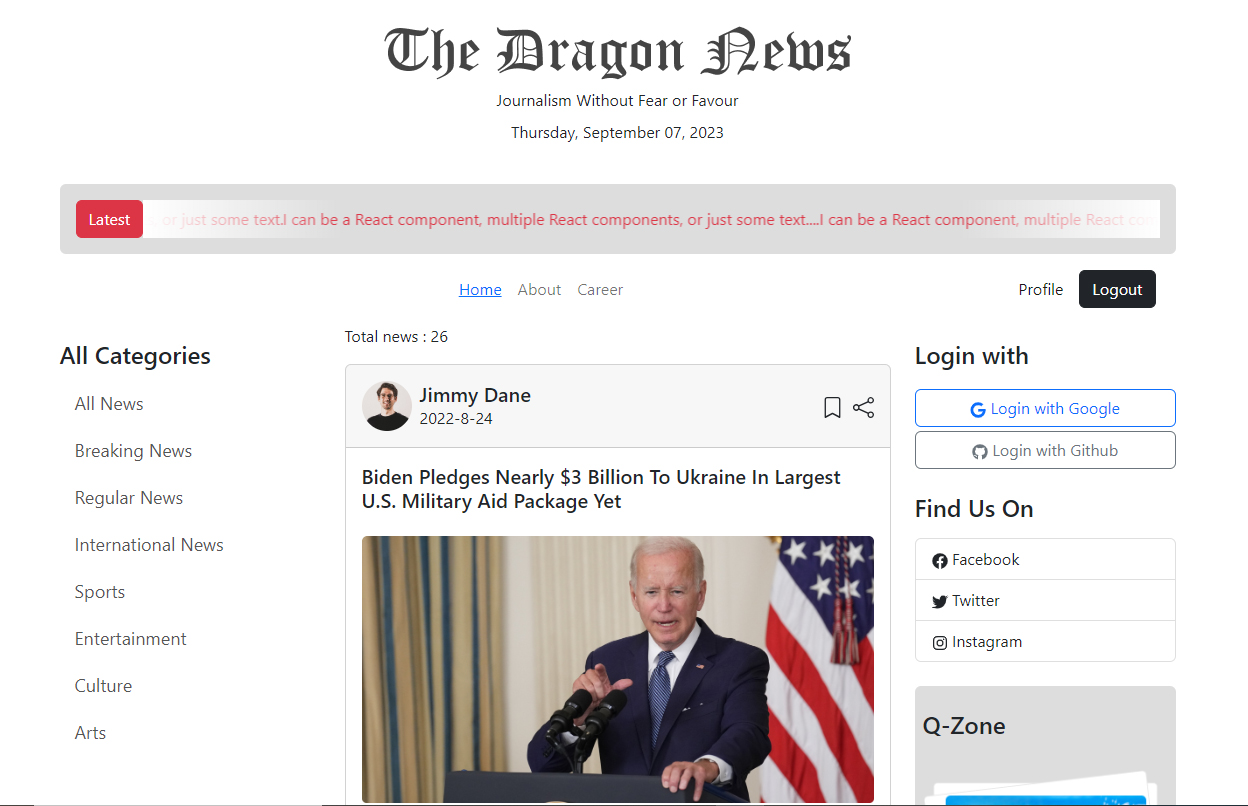 The Dragon News
Journalism Without Fear or Favour
Thursday, September 07, 2023
Latest
or just some text.I can be a React component, multiple React components, or just some text....I can be a React component, multiple React
Home About Career
Profile Logout
All Categories
All News
Breaking News
Regular News
International News
Sports
Entertainment
Culture
Arts
Total news : 26
Jimmy Dane
2022-8-24
Biden Pledges Nearly $3 Billion To Ukraine In Largest
U.S. Military Aid Package Yet
Login with
Login with Google
Login with Github
Find Us On
Facebook
Twitter
Instagram
Q-Zone